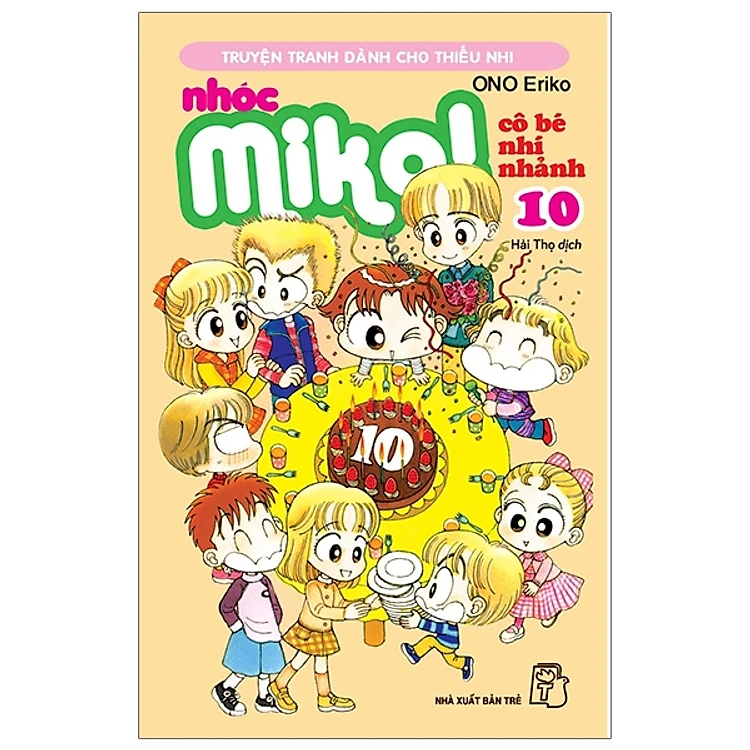 TRUYỆN TRANH DÀNH CHO THIẾU NHI
ONO Eriko
nhóc
miko!
cô bé
nhí
nhảnh
10
Hải Thọ dịch
10
T
NHÀ XUẤT BẢN TRẺ